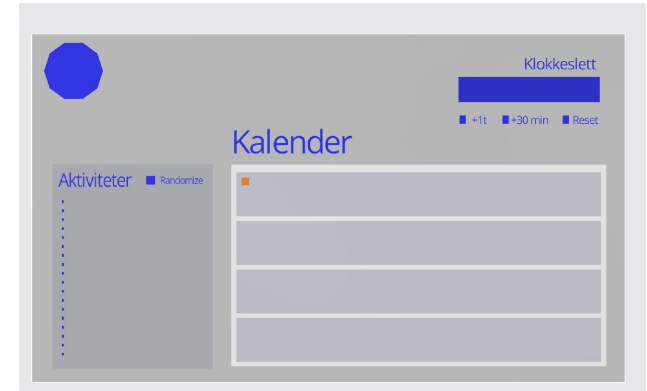 Klokkeslett
+1t +30 min Reset
Kalender
Aktiviteter Randomize